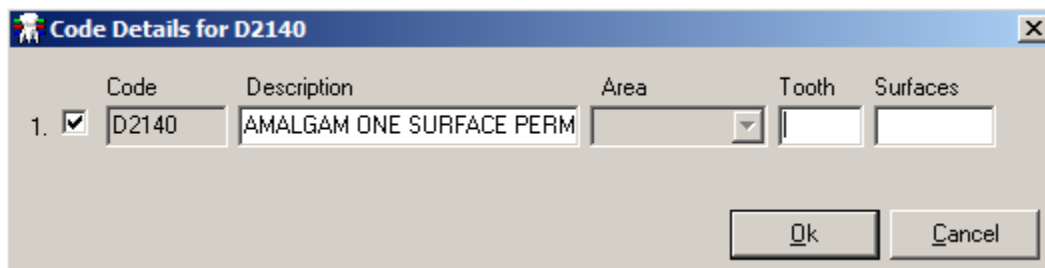 Code Details for D2140
Code Description Area Tooth Surfaces
1. D2140 AMALGAM ONE SURFACE PERM
Ok Cancel